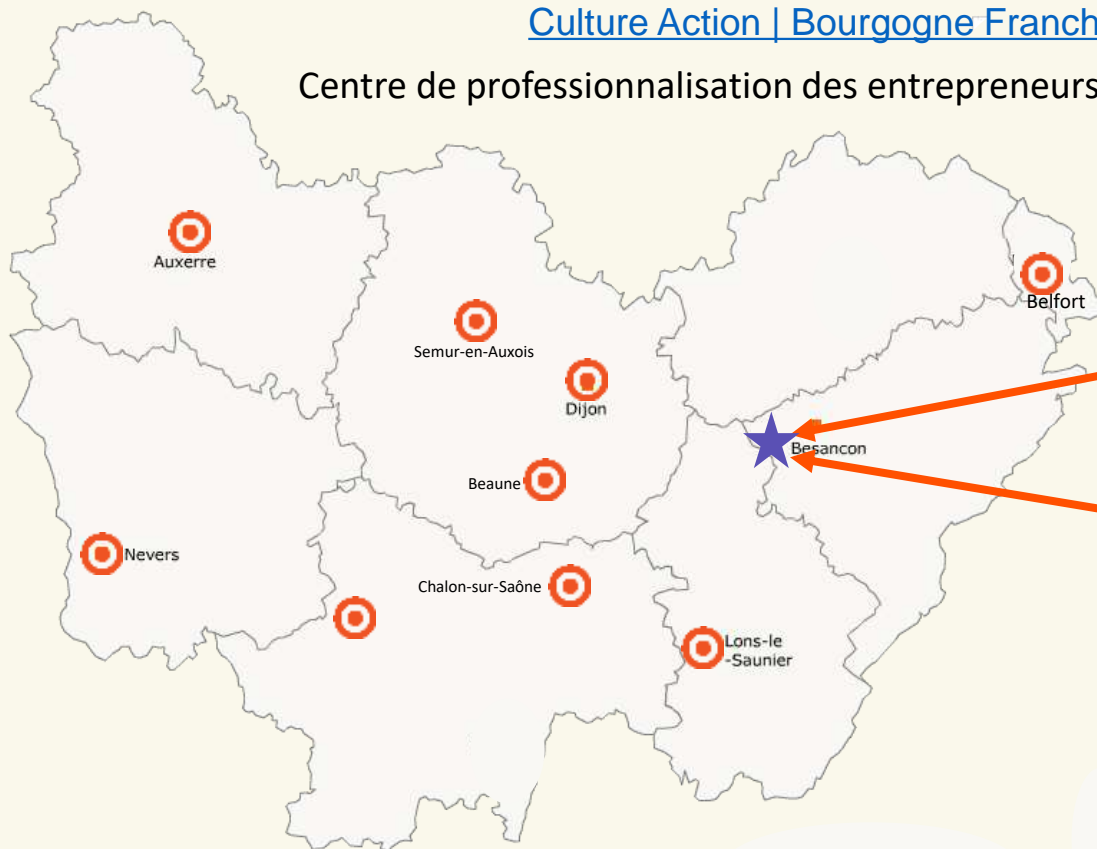 Culture Action | Bourgogne Franch
Centre de professionnalisation des entrepreneurs
Auxerre
Belfort
Semur-en-Auxois
Dijon
Besancon
Beaune
Nevers
Chalon-sur-Saône
Lons-le
-Saunier